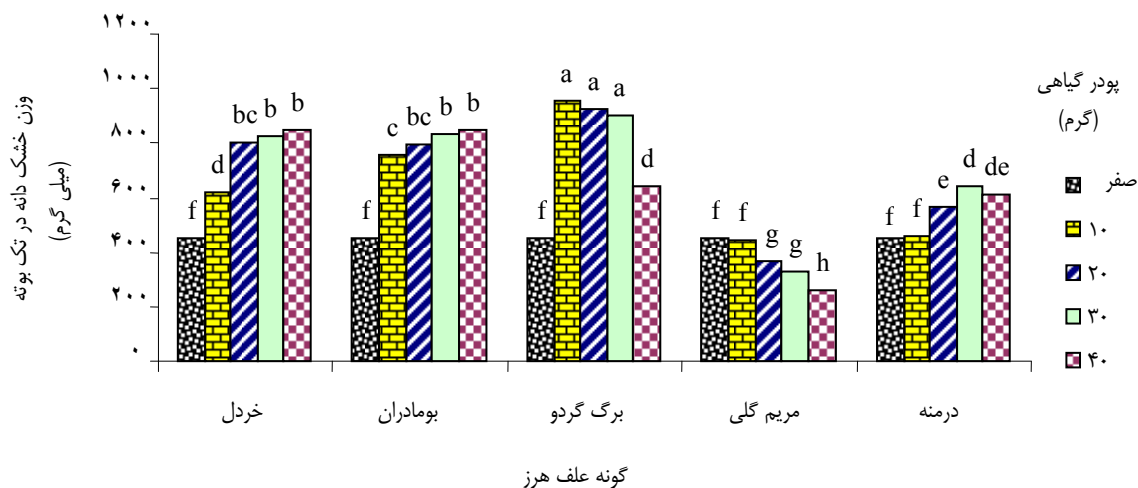 ۱۲۰۰
۱۰۰۰
۸۰۰
۶۰۰
۴۰۰
۲۰۰
۰
وزن خشک دانه در تک بوته
(میلی گرم)
f d bc b b
f c bc b b
f a a a d
f f g g h
f f e d de
خردل
بومادران
برگ گردو
مریم گلی
درمنه
گونه علف هرز
پودر گیاهی
(گرم)
صفر
۱۰
۲۰
۳۰
۴۰